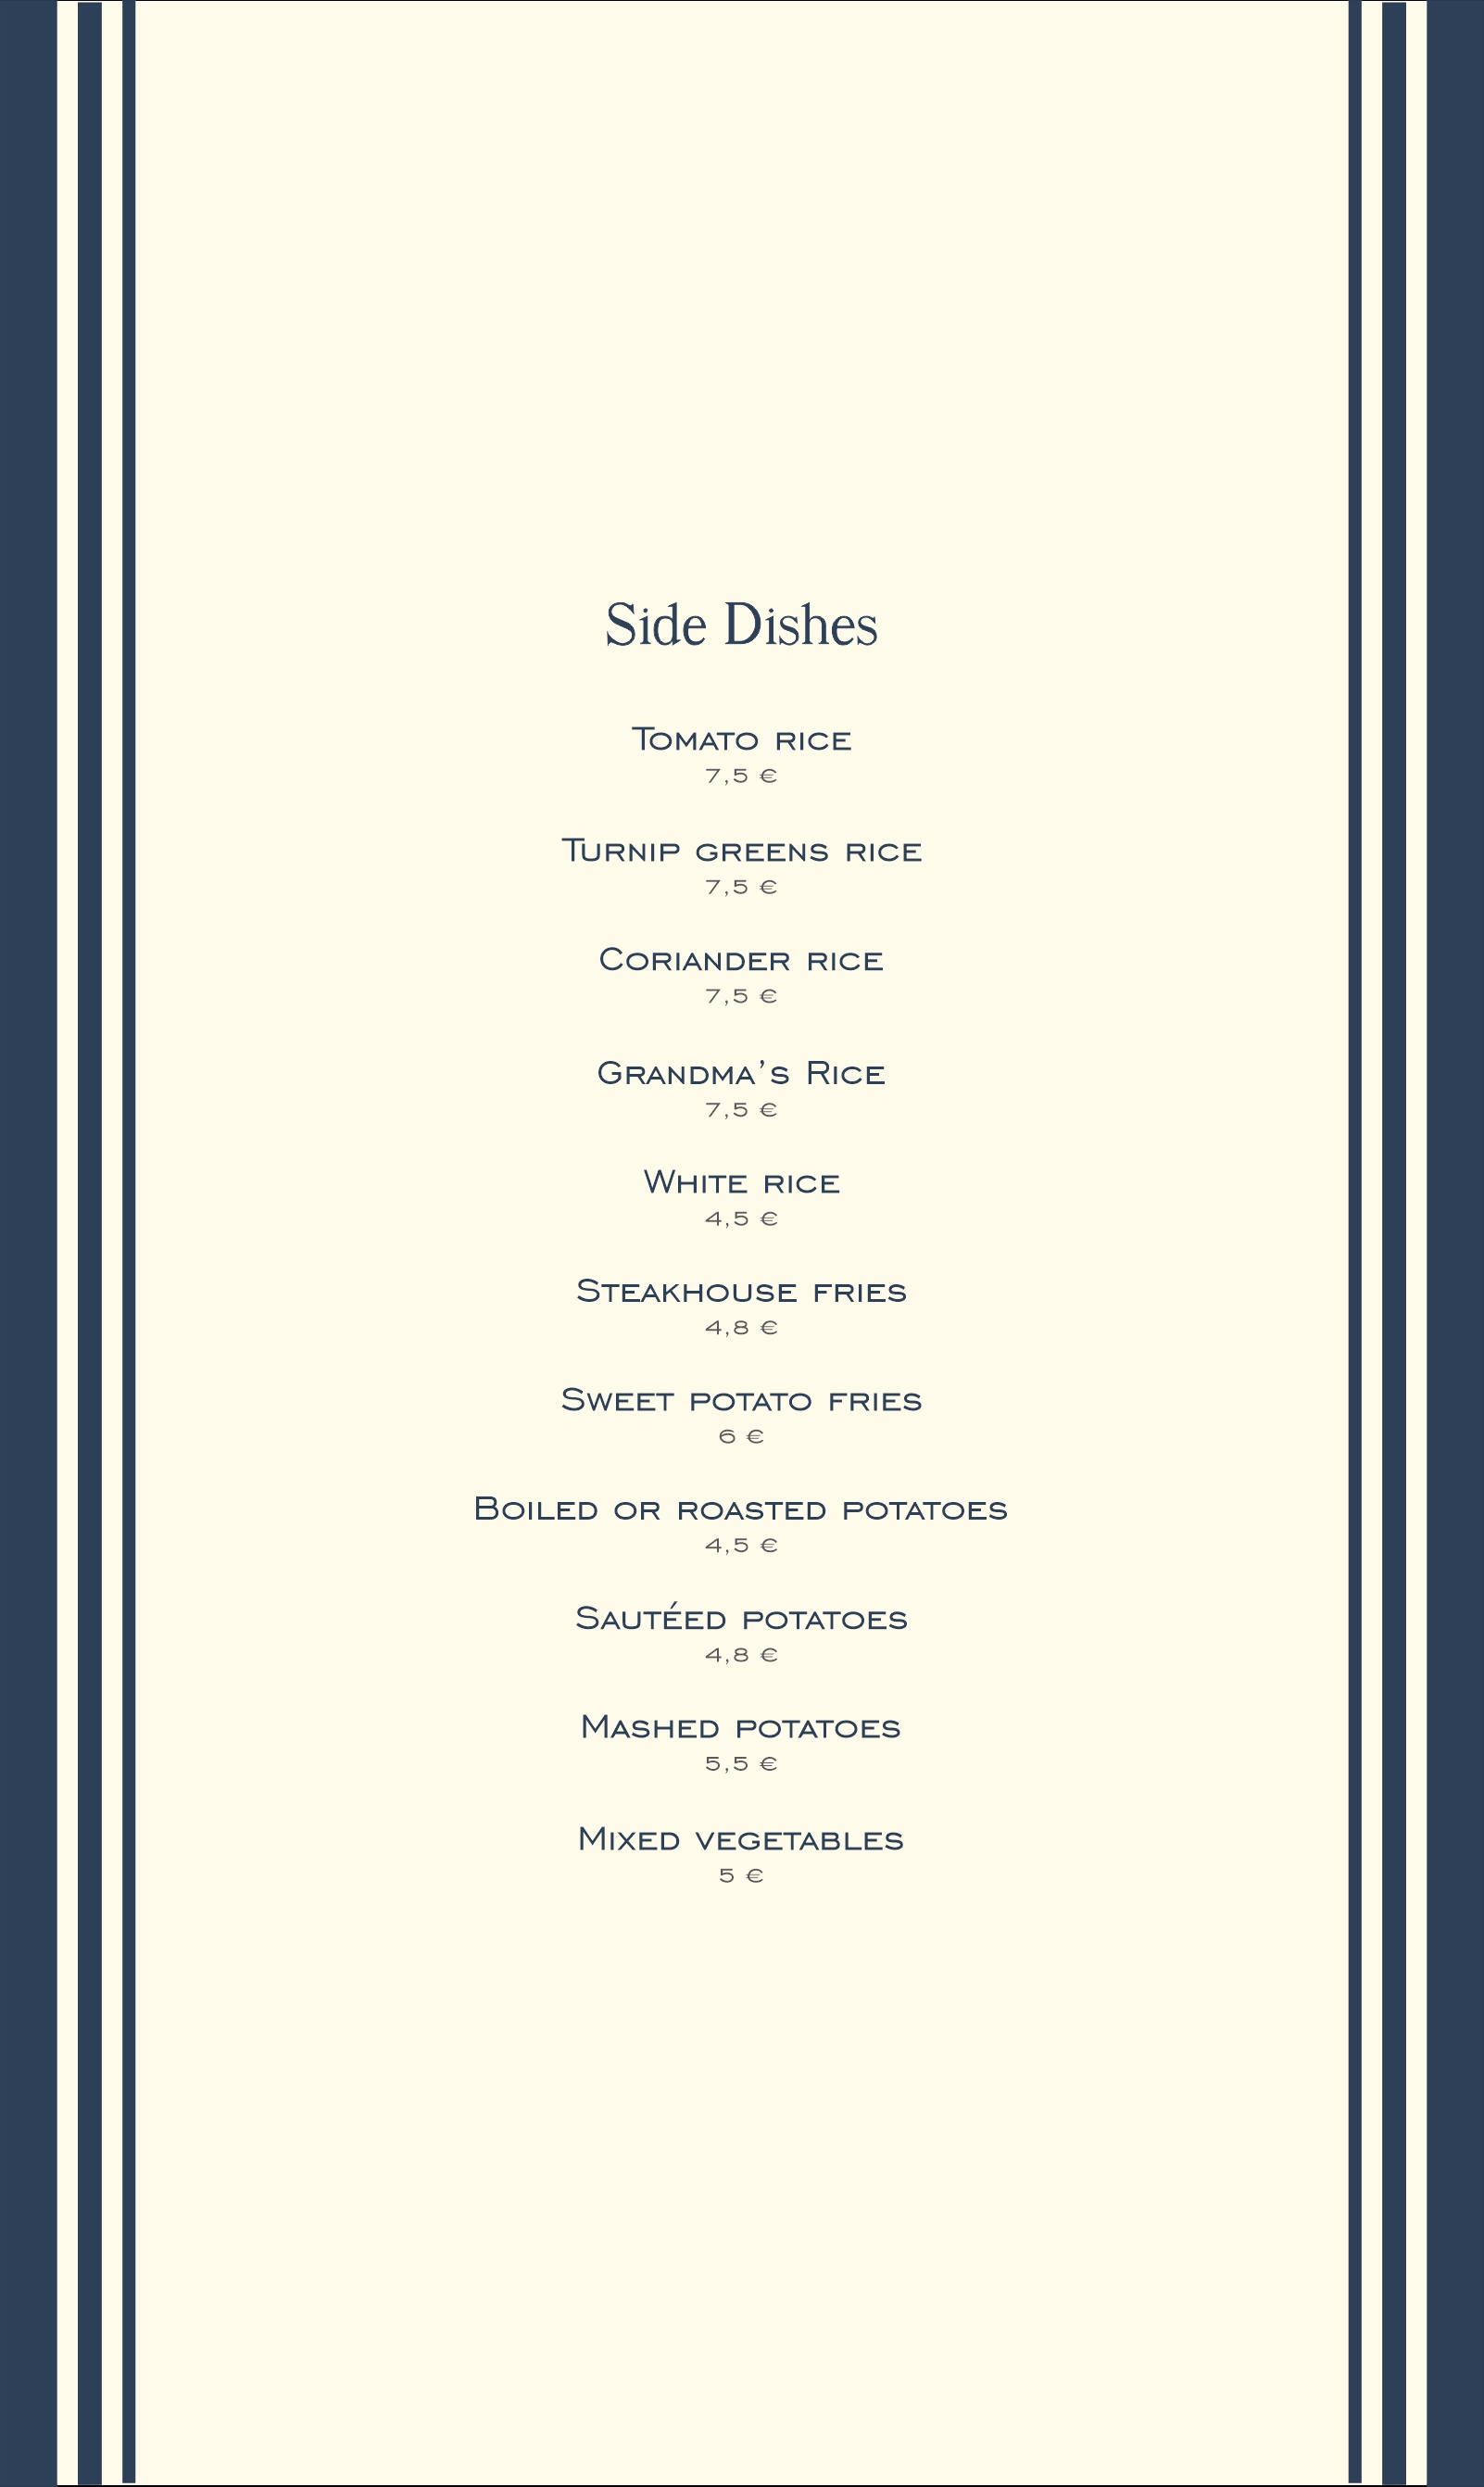 Side Dishes
Tomato rice
7,5 €
Turnip greens rice
7,5 €
Coriander rice
7,5 €
Grandma's Rice
7,5 €
White rice
4,5 €
Steakhouse fries
4,8 €
Sweet potato fries
6 €
Boiled or roasted potatoes
4,5 €
Sautéed potatoes
4,8 €
Mashed potatoes
5,5 €
Mixed vegetables
5 €